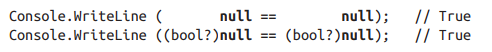 Console.WriteLine (       null ==         null);   // True
Console.WriteLine ((bool?)null == (bool?)null);   // True